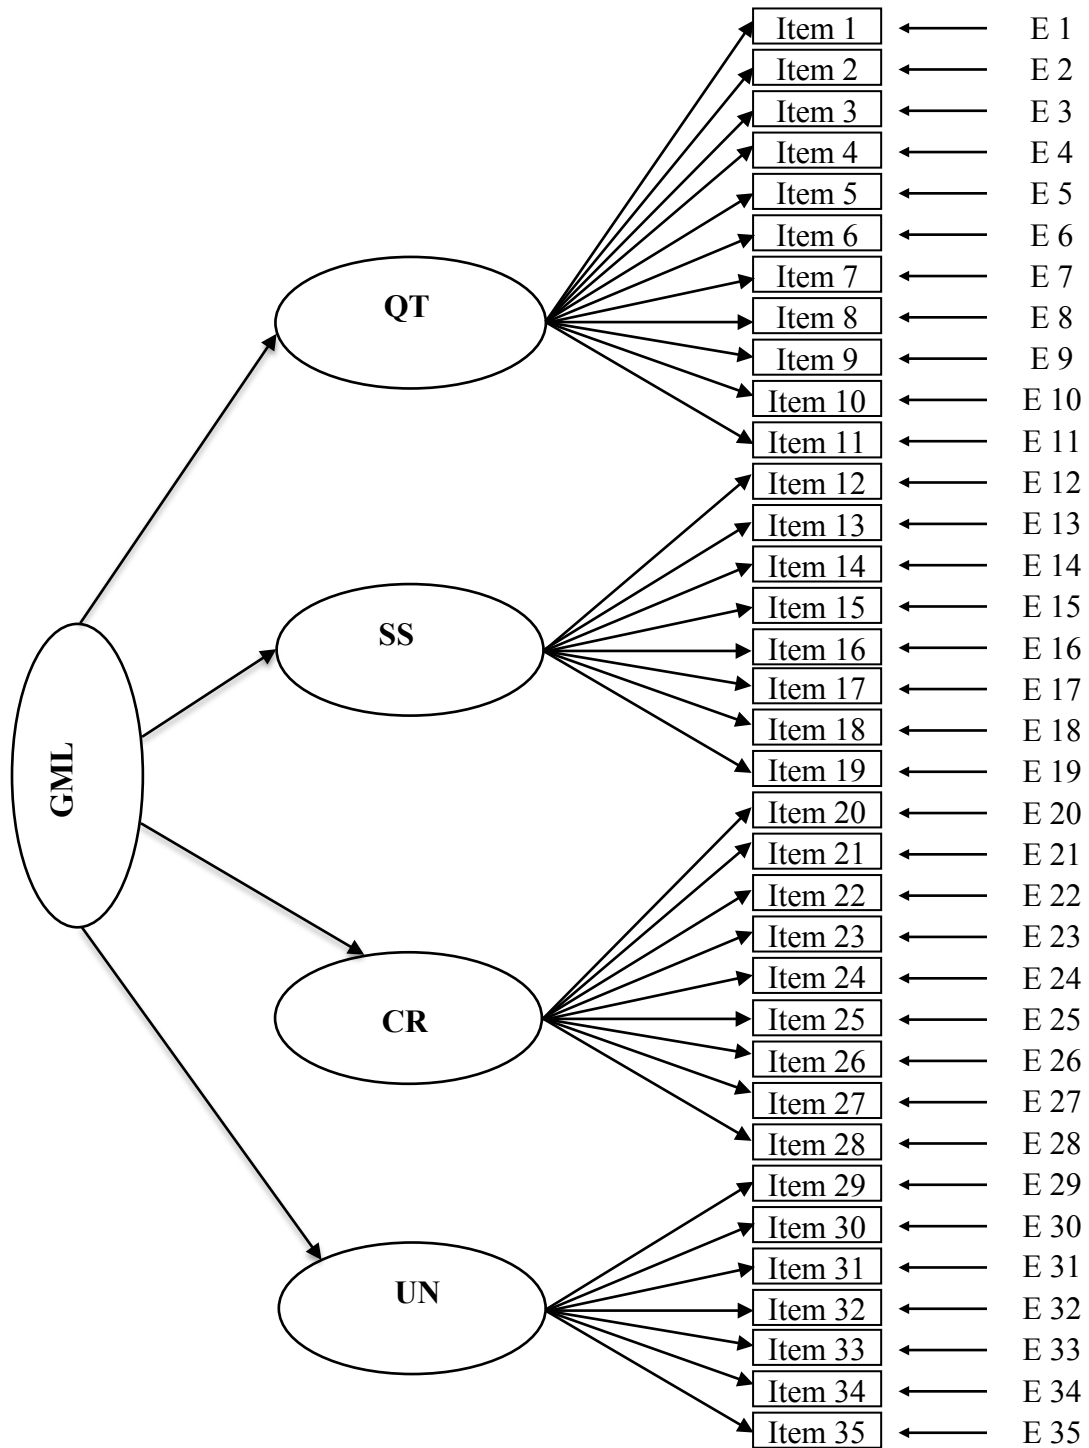 Item 1 E 1
Item 2 E 2
Item 3 E 3
Item 4 E 4
Item 5 E 5
Item 6 E 6
QT
Item 7 E 7
Item 8 E 8
Item 9 E 9
Item 10 E 10
Item 11 E 11
Item 12 E 12
Item 13 E 13
Item 14 E 14
Item 15 E 15
SS
Item 16 E 16
Item 17 E 17
Item 18 E 18
Item 19 E 19
GML
Item 20 E 20
Item 21 E 21
Item 22 E 22
Item 23 E 23
Item 24 E 24
CR
Item 25 E 25
Item 26 E 26
Item 27 E 27
Item 28 E 28
Item 29 E 29
Item 30 E 30
Item 31 E 31
UN
Item 32 E 32
Item 33 E 33
Item 34 E 34
Item 35 E 35